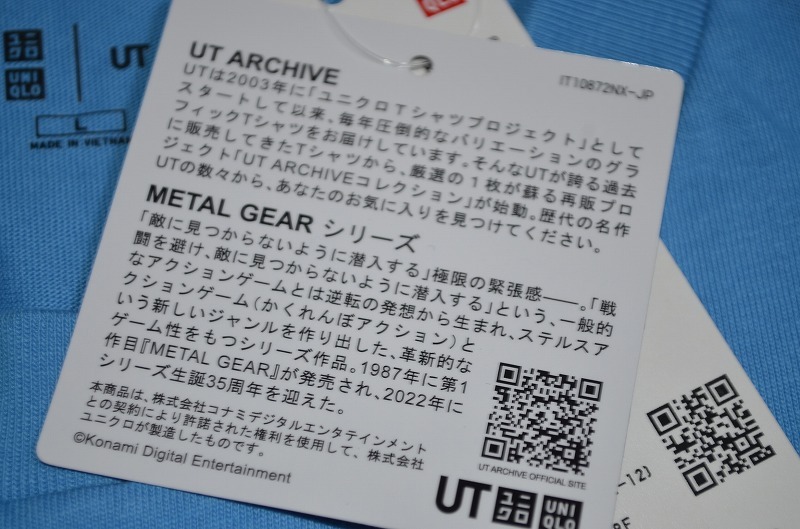 ユニ
クロ
UNI
QLO
UT
L
MADE IN VIETNAM
UNIQLO
IT10872NX-JP
UT ARCHIVE
UTは2003年に「ユニクロTシャツプロジェクト」として
スタートして以来、毎年圧倒的なバリエーションのグラ
フィックTシャツをお届けしています。そんなUTが誇る過去
に販売してきたTシャツから、厳選の1枚が蘇る再販プロ
ジェクト「UT ARCHIVEコレクション」が始動。歴代の名作
UTの数々から、あなたのお気に入りを見つけてください。
METAL GEAR シリーズ
「敵に見つからないように潜入する」極限の緊張感――。「戦
闘を避け、敵に見つからないように潜入する」という、一般的
なアクションゲームとは逆転の発想から生まれ、ステルスア
クションゲーム（かくれんぼアクション）と
いう新しいジャンルを作り出した、革新的な
ゲーム性をもつシリーズ作品。1987年に第1
作目『METAL GEAR』が発売され、2022年に
シリーズ生誕35周年を迎えた。
本商品は、株式会社コナミデジタルエンタテインメント
との契約により許諾された権利を使用して、株式会社
ユニクロが製造したものです。
©Konami Digital Entertainment
UT ARCHIVE OFFICIAL SITE
UT
ユニ
クロ
UNI
QLO
-12)